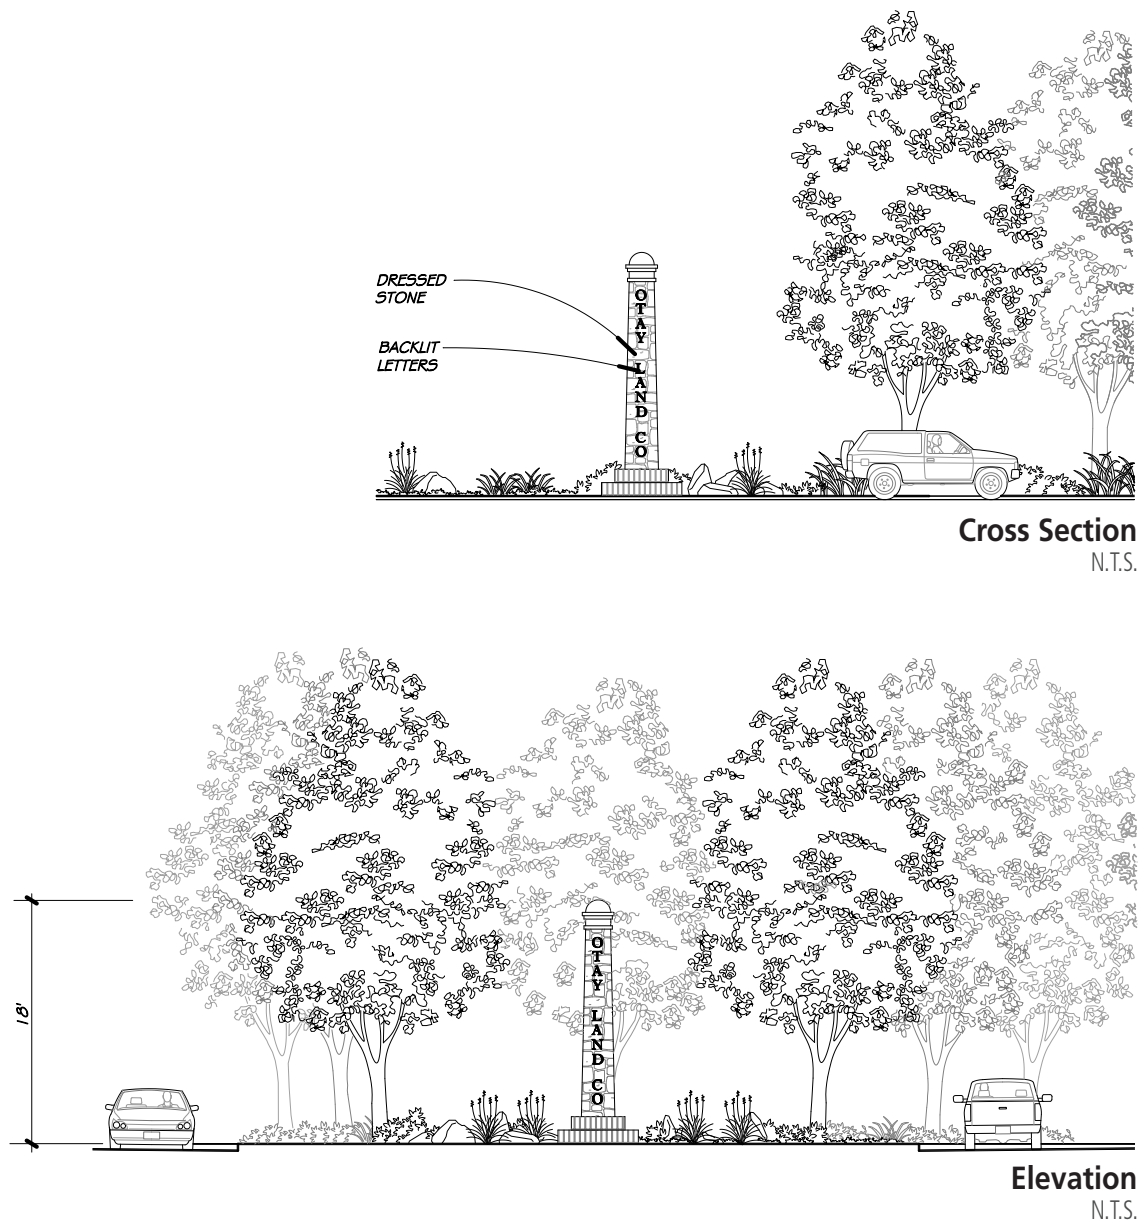 DRESSED
STONE
BACKLIT
LETTERS
OTAY LAND CO
Cross Section
N.T.S.
18'
OTAY LAND CO
Elevation
N.T.S.